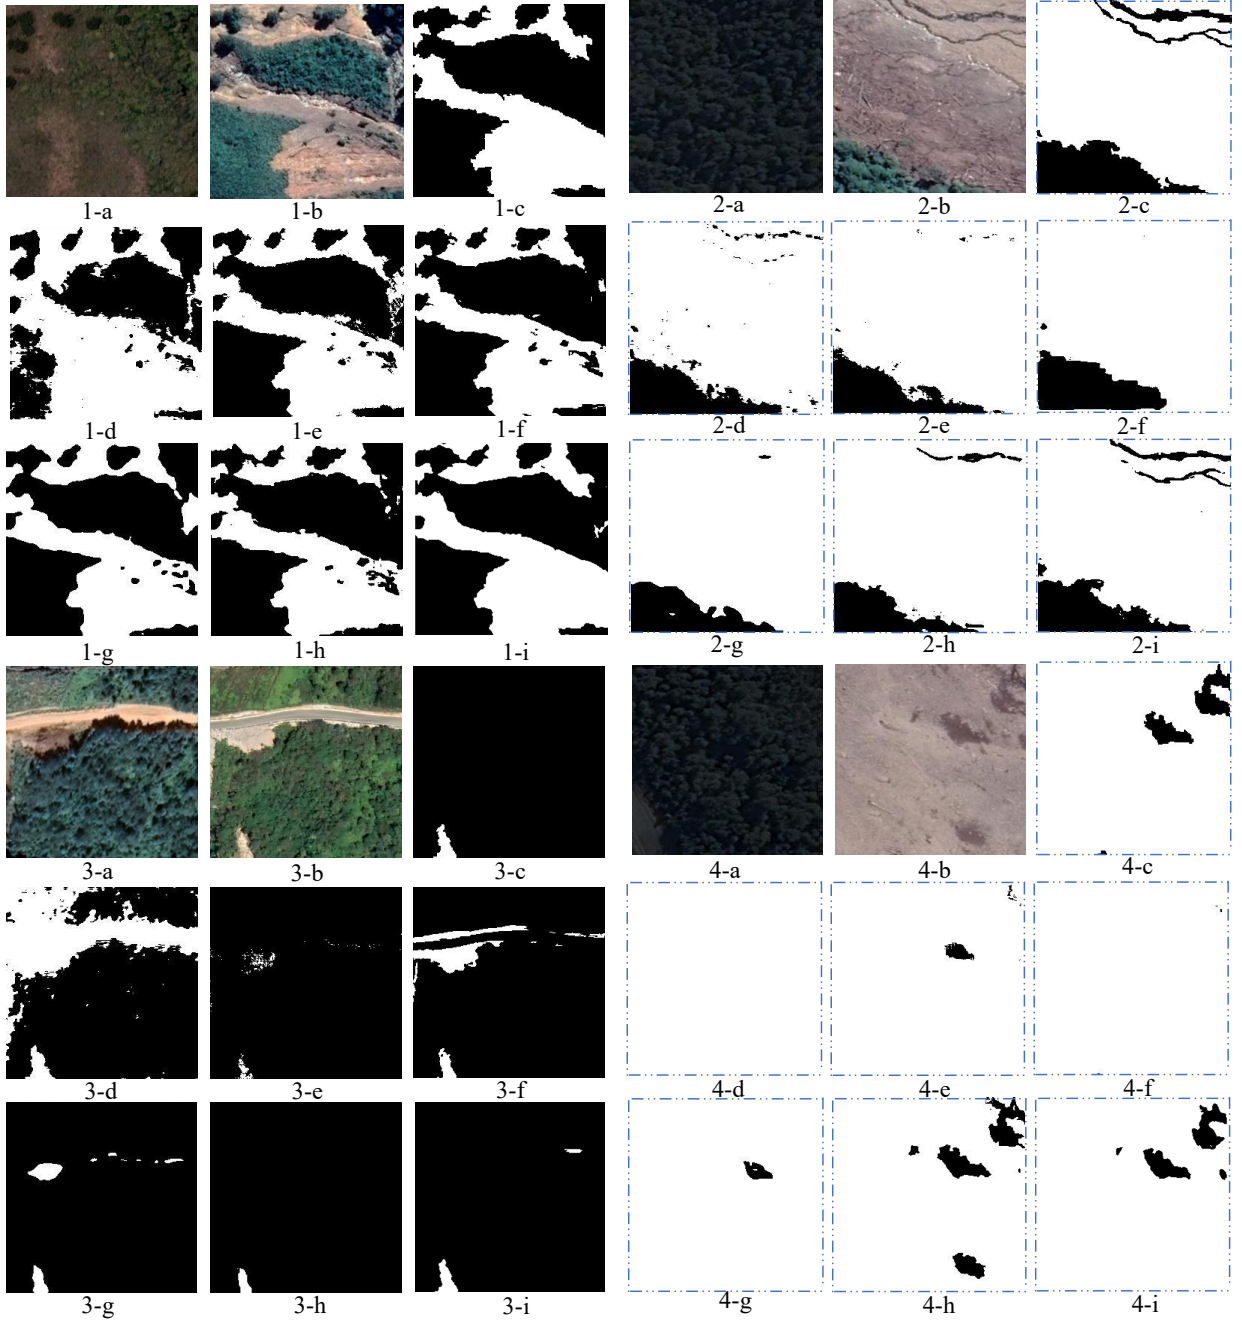 1-a 1-b 1-c 2-a 2-b 2-c
1-d 1-e 1-f 2-d 2-e 2-f
1-g 1-h 1-i 2-g 2-h 2-i
3-a 3-b 3-c 4-a 4-b 4-c
3-d 3-e 3-f 4-d 4-e 4-f
3-g 3-h 3-i 4-g 4-h 4-i